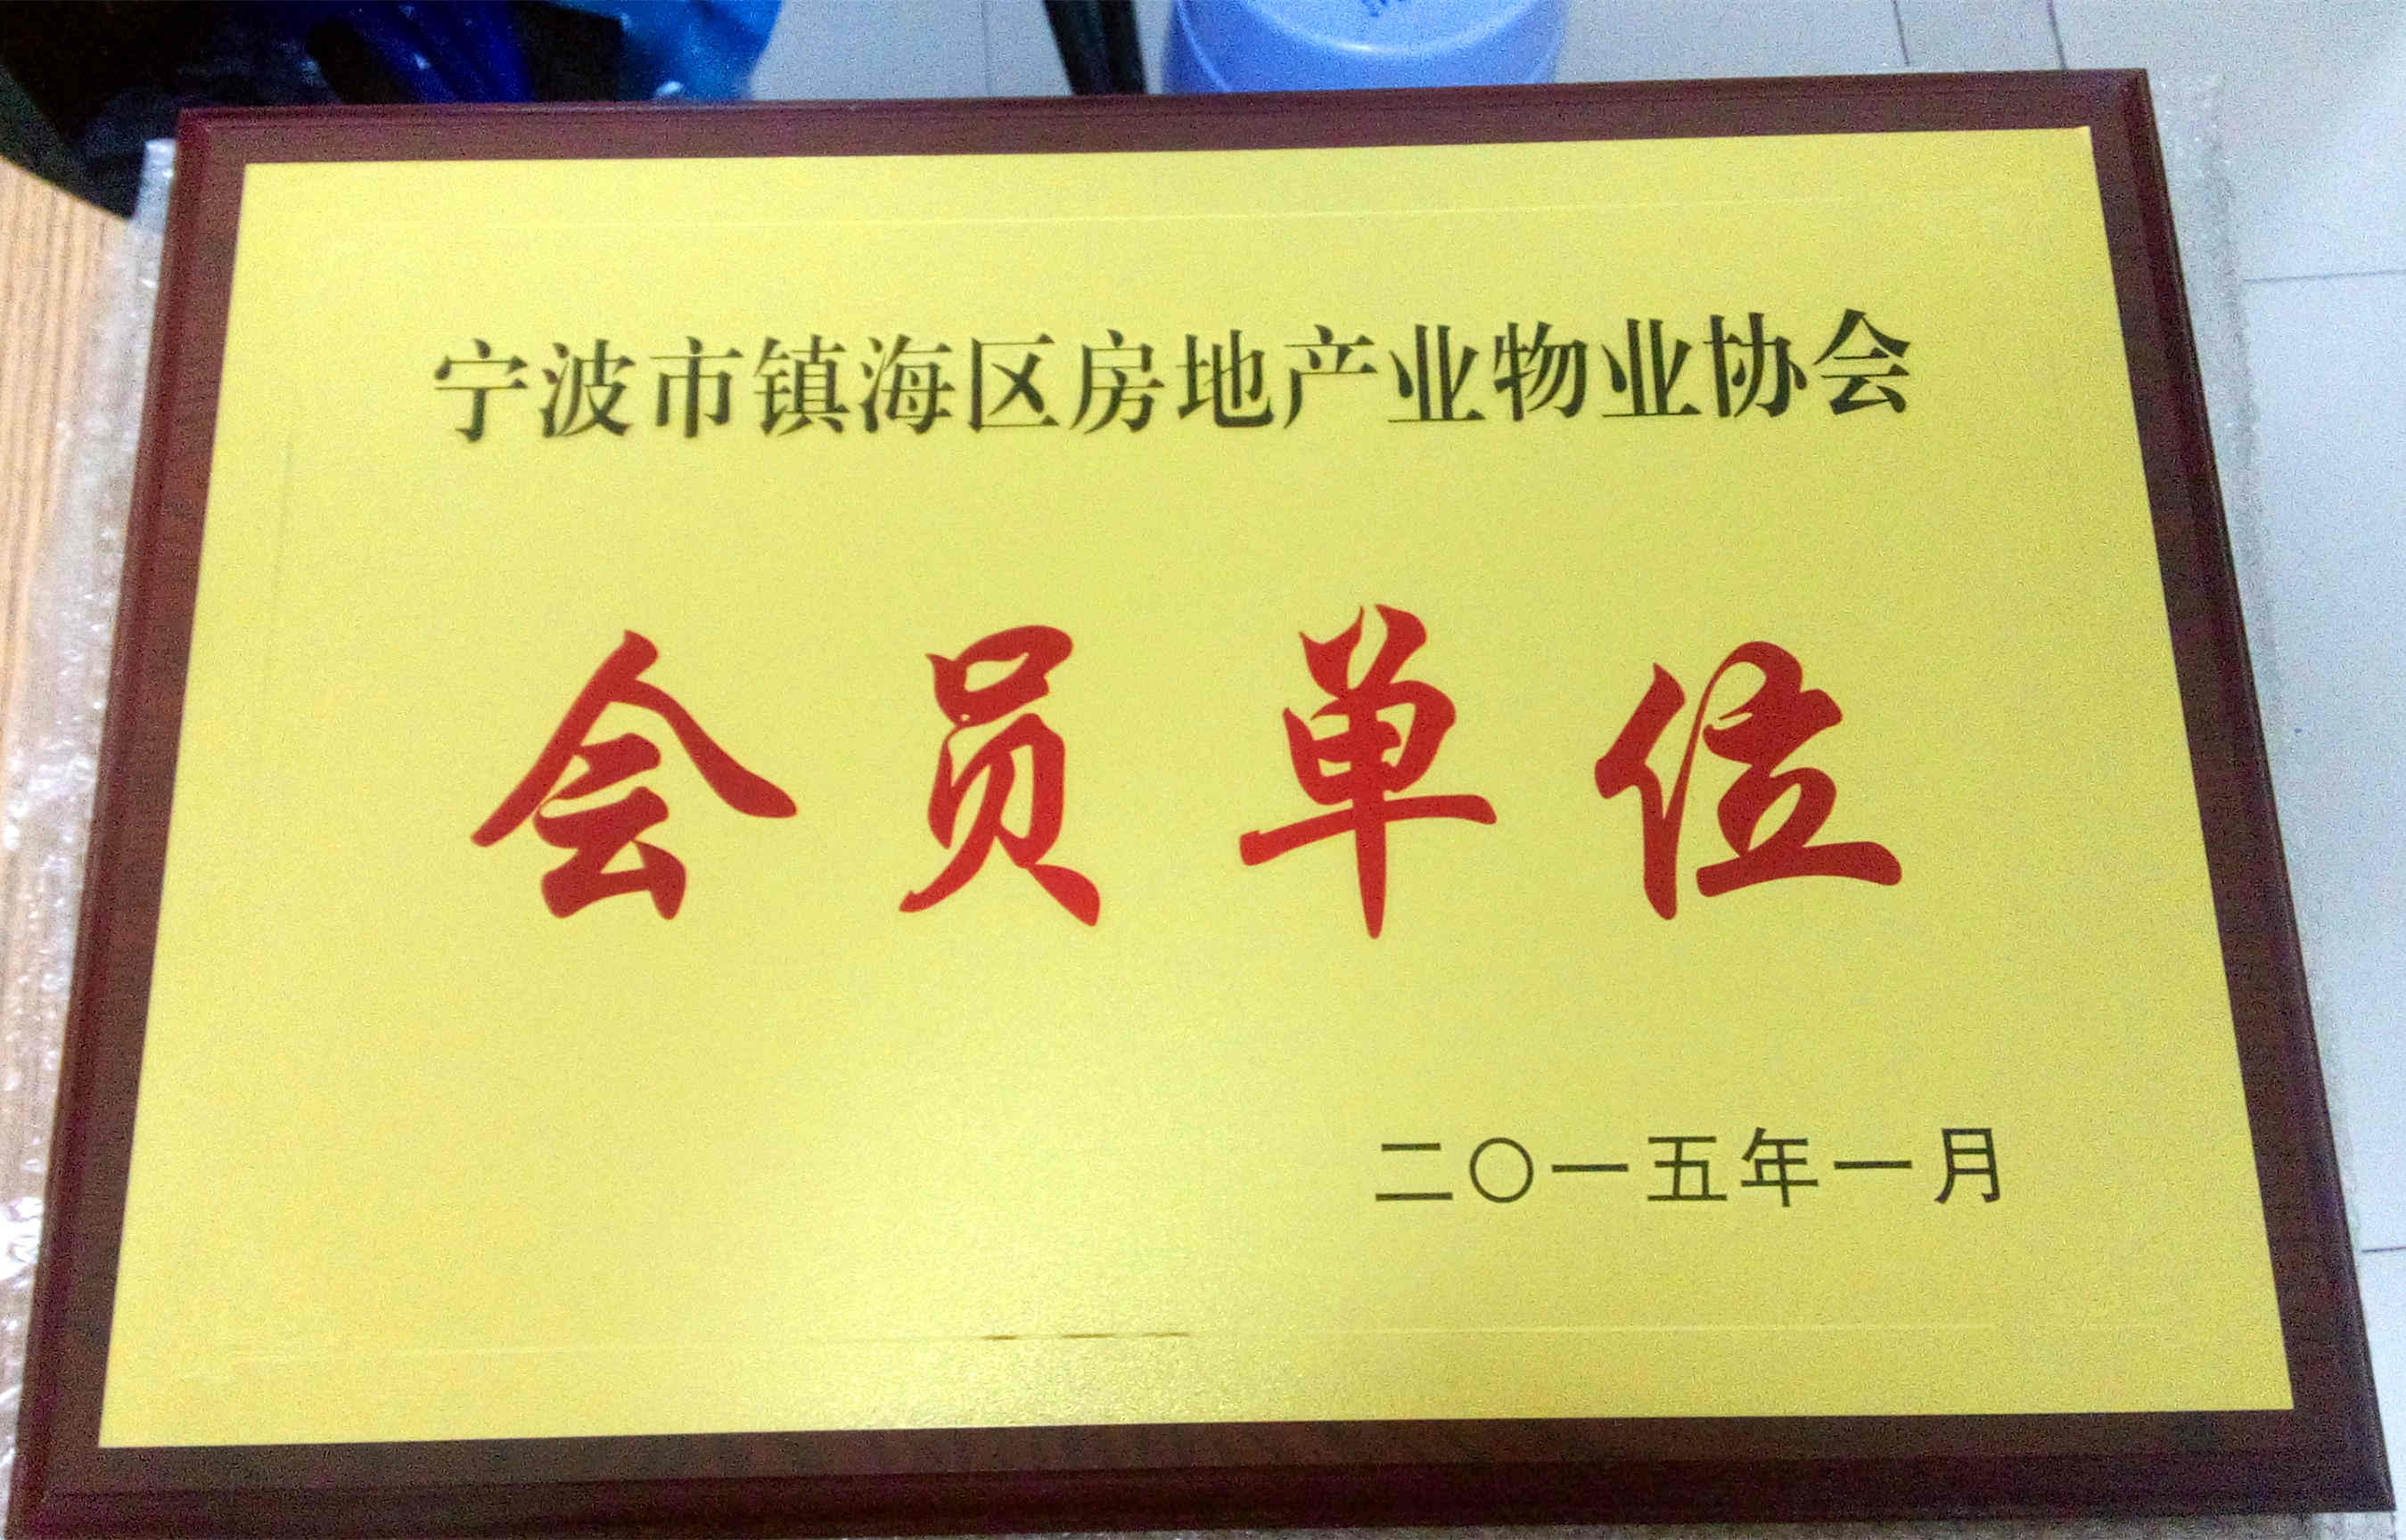 宁波市镇海区房地产业物业协会
会员单位
二〇一五年一月